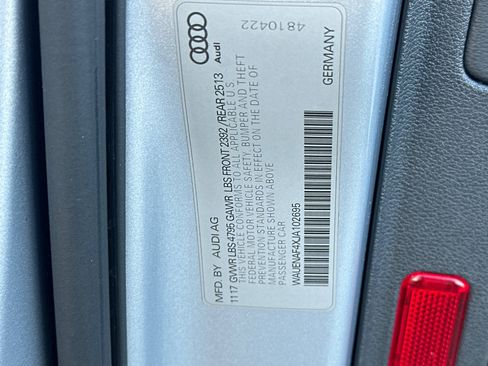 4810422
Audi
GERMANY
MFD. BY AUDI AG
11 17 GVWR LBS 4795 GAWR LBS FRONT 2392 / REAR 2513
THIS VEHICLE CONFORMS TO ALL APPLICABLE U S
FEDERAL MOTOR VEHICLE SAFETY, BUMPER AND THEFT
PREVENTION STANDARDS IN EFFECT ON THE DATE OF
MANUFACTURE SHOWN ABOVE
PASSENGER CAR
WAUENAF4XJA102695